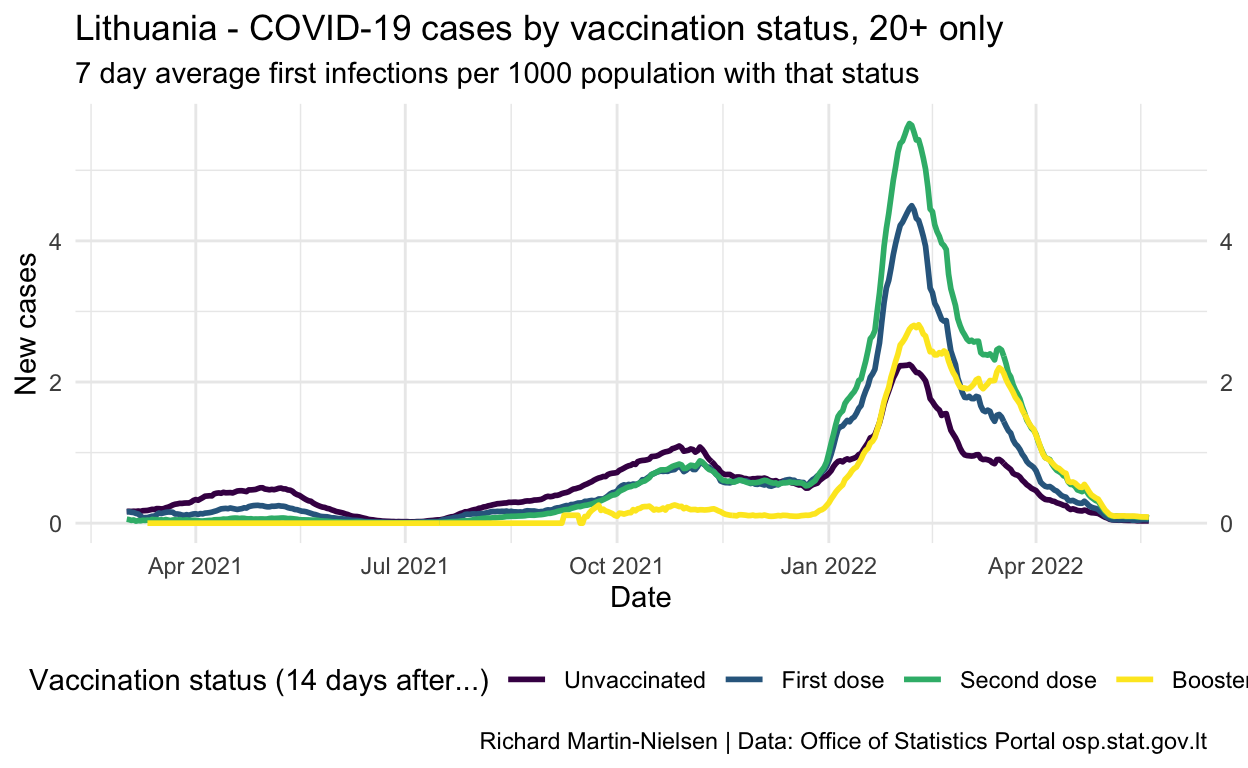 Lithuania - COVID-19 cases by vaccination status, 20+ only
7 day average first infections per 1000 population with that status
New cases
4
2
0
4
2
0
Apr 2021 Jul 2021 Oct 2021 Jan 2022 Apr 2022
Date
Vaccination status (14 days after...) Unvaccinated First dose Second dose Booster
Richard Martin-Nielsen | Data: Office of Statistics Portal osp.stat.gov.lt